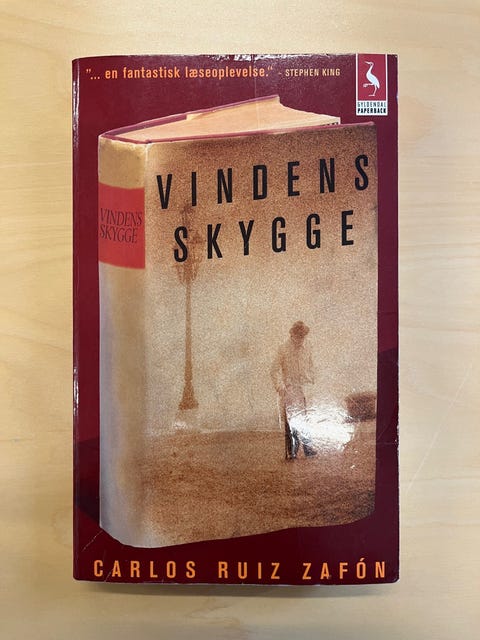 "... en fantastisk læseoplevelse." - STEPHEN KING
GYLDENDAL
PAPERBACK
VINDENS
SKYGGE
VINDENS
SKYGGE
CARLOS RUIZ ZAFÓN